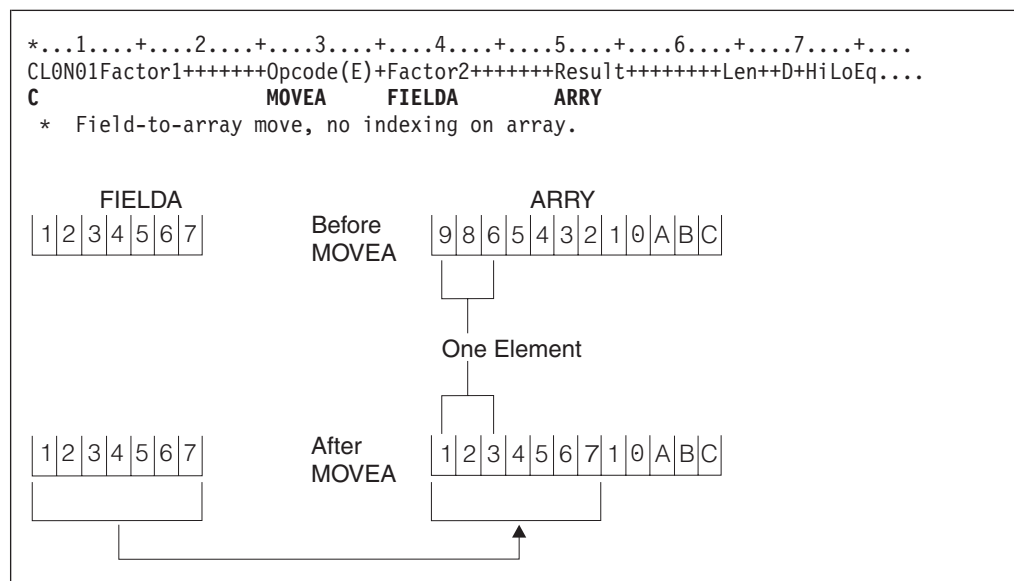 *...1....+....2....+....3....+....4....+....5....+....6....+....7....+....
CL0N01Factor1+++++++Opcode(E)+Factor2+++++++Result++++++++Len++D+HiLoEq....
C                    MOVEA     FIELDA        ARRY
 *  Field-to-array move, no indexing on array.
FIELDA ARRY
1 2 3 4 5 6 7 Before 9 8 6 5 4 3 2 1 0 A B C
MOVEA
One Element
1 2 3 4 5 6 7 After 1 2 3 4 5 6 7 1 0 A B C
MOVEA